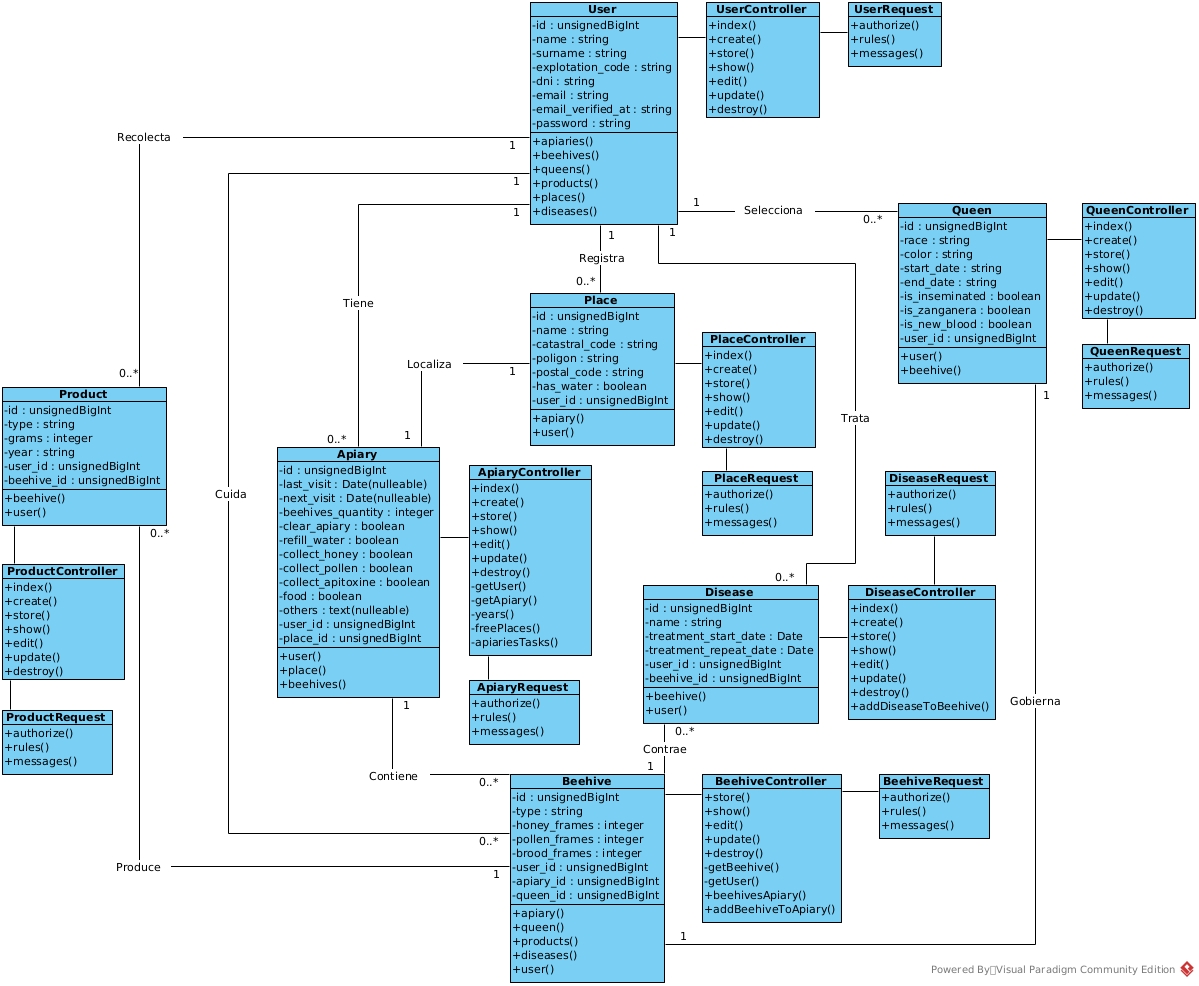 User
-id : unsignedBigInt
-name : string
-surname : string
-explotation_code : string
-dni : string
-email : string
-email_verified_at : string
-password : string
+apiaries()
+beehives()
+queens()
+products()
+places()
+diseases()
UserController
+index()
+create()
+store()
+show()
+edit()
+update()
+destroy()
UserRequest
+authorize()
+rules()
+messages()
Recolecta
1
1
1
1
Selecciona
0..*
1
Registra
0..*
1
Queen
-id : unsignedBigInt
-race : string
-color : string
-start_date : string
-end_date : string
-is_inseminated : boolean
-is_zanganera : boolean
-is_new_blood : boolean
-user_id : unsignedBigInt
+user()
+beehive()
QueenController
+index()
+create()
+store()
+show()
+edit()
+update()
+destroy()
QueenRequest
+authorize()
+rules()
+messages()
1
Tiene
Place
-id : unsignedBigInt
-name : string
-catastral_code : string
-poligon : string
-postal_code : string
-has_water : boolean
-user_id : unsignedBigInt
+apiary()
+user()
PlaceController
+index()
+create()
+store()
+show()
+edit()
+update()
+destroy()
PlaceRequest
+authorize()
+rules()
+messages()
Localiza
1
1
0..*
Trata
0..*
0..*
Product
-id : unsignedBigInt
-type : string
-grams : integer
-year : string
-user_id : unsignedBigInt
-beehive_id : unsignedBigInt
+beehive()
+user()
0..*
ProductController
+index()
+create()
+store()
+show()
+edit()
+update()
+destroy()
ProductRequest
+authorize()
+rules()
+messages()
Cuida
Apiary
-id : unsignedBigInt
-last_visit : Date(nulleable)
-next_visit : Date(nulleable)
-beehives_quantity : integer
-clear_apiary : boolean
-refill_water : boolean
-collect_honey : boolean
-collect_pollen : boolean
-collect_apitoxine : boolean
-food : boolean
-others : text(nulleable)
-user_id : unsignedBigInt
-place_id : unsignedBigInt
+user()
+place()
+beehives()
1
ApiaryController
+index()
+create()
+store()
+show()
+edit()
+update()
+destroy()
-getUser()
-getApiary()
-years()
-freePlaces()
-apiariesTasks()
ApiaryRequest
+authorize()
+rules()
+messages()
DiseaseRequest
+authorize()
+rules()
+messages()
Disease
-id : unsignedBigInt
-name : string
-treatment_start_date : Date
-treatment_repeat_date : Date
-user_id : unsignedBigInt
-beehive_id : unsignedBigInt
+beehive()
+user()
DiseaseController
+index()
+create()
+store()
+show()
+edit()
+update()
+destroy()
+addDiseaseToBeehive()
Gobierna
0..*
Contrae
1
Contiene
0..*
0..*
Produce
1
1
Beehive
-id : unsignedBigInt
-type : string
-honey_frames : integer
-pollen_frames : integer
-brood_frames : integer
-user_id : unsignedBigInt
-apiary_id : unsignedBigInt
-queen_id : unsignedBigInt
+apiary()
+queen()
+products()
+diseases()
+user()
BeehiveController
+store()
+show()
+edit()
+update()
+destroy()
-getBeehive()
-getUser()
+beehivesApiary()
+addBeehiveToApiary()
BeehiveRequest
+authorize()
+rules()
+messages()
Powered By Visual Paradigm Community Edition